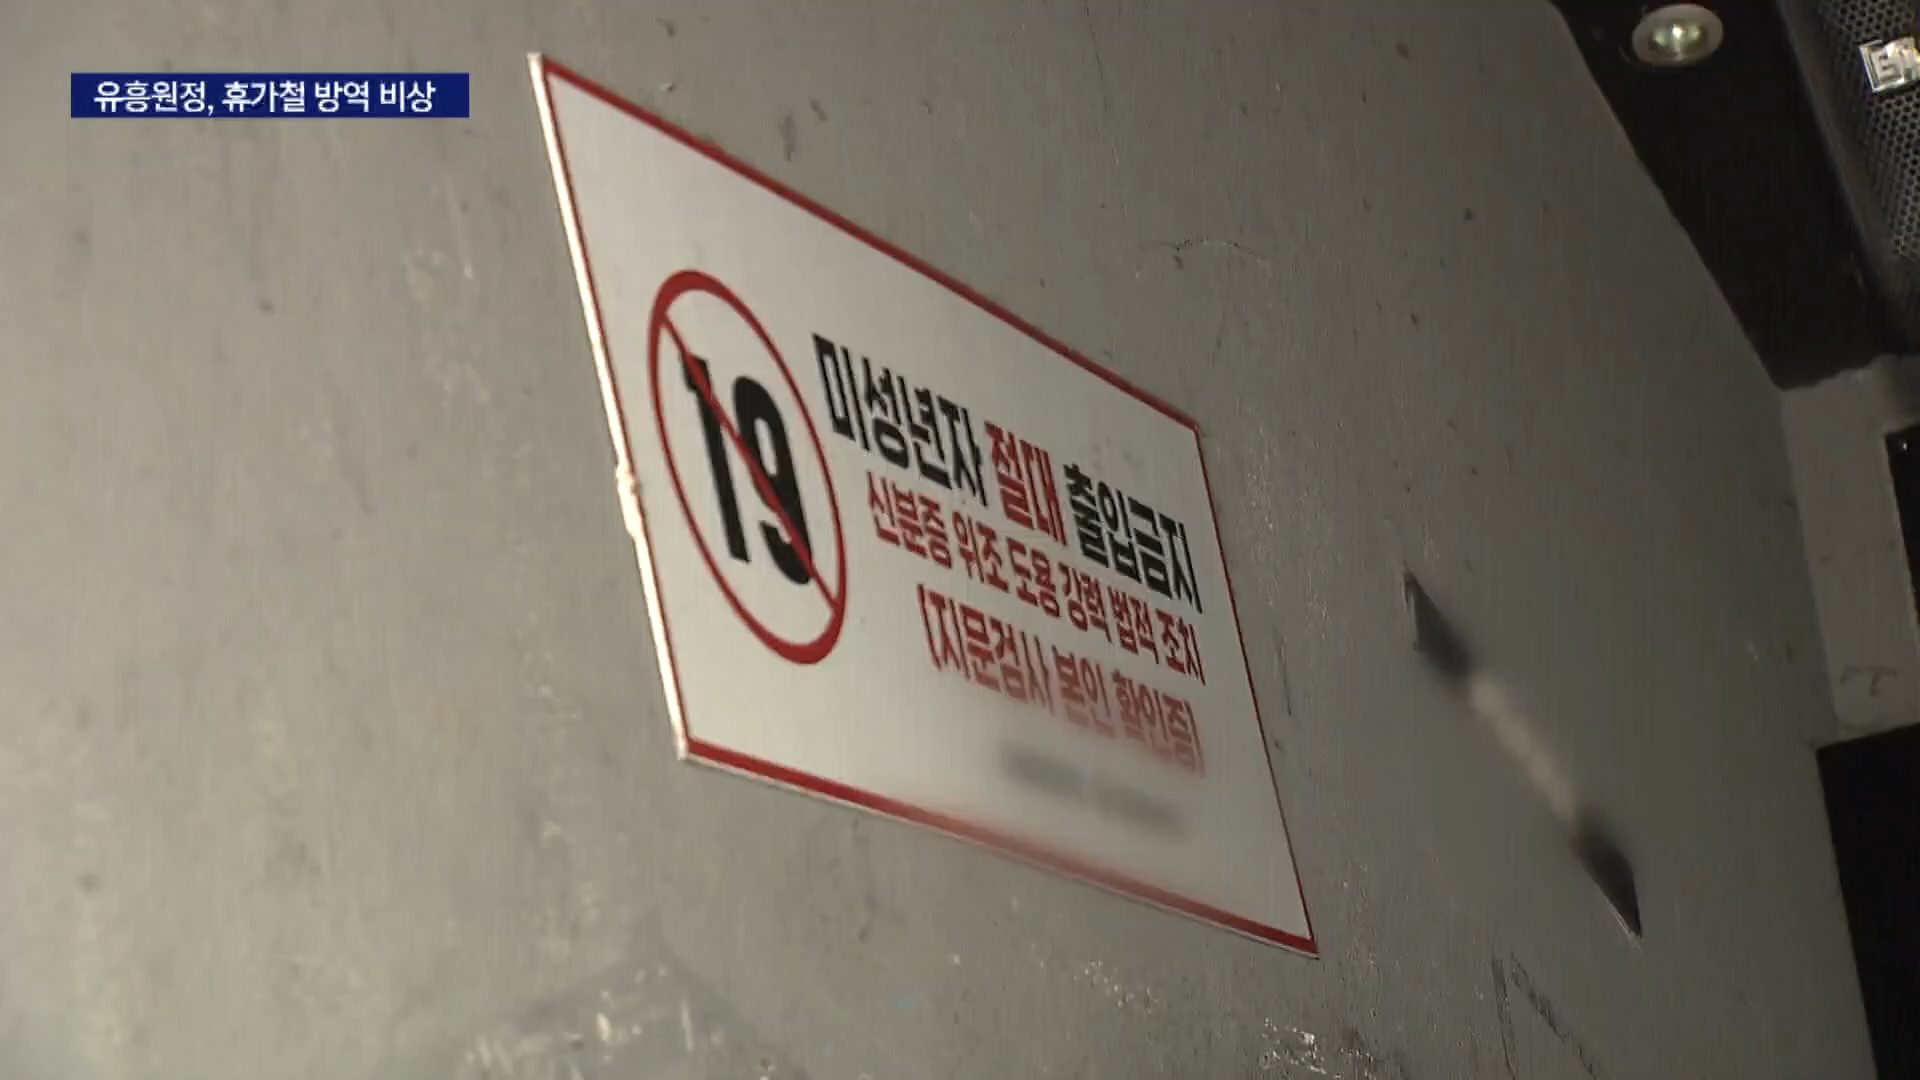 유흥원정, 휴가철 방역 비상
19
미성년자 절대 출입금지
신분증 위조 도용 강력 법적 조치
(지문검사 본인 확인증)